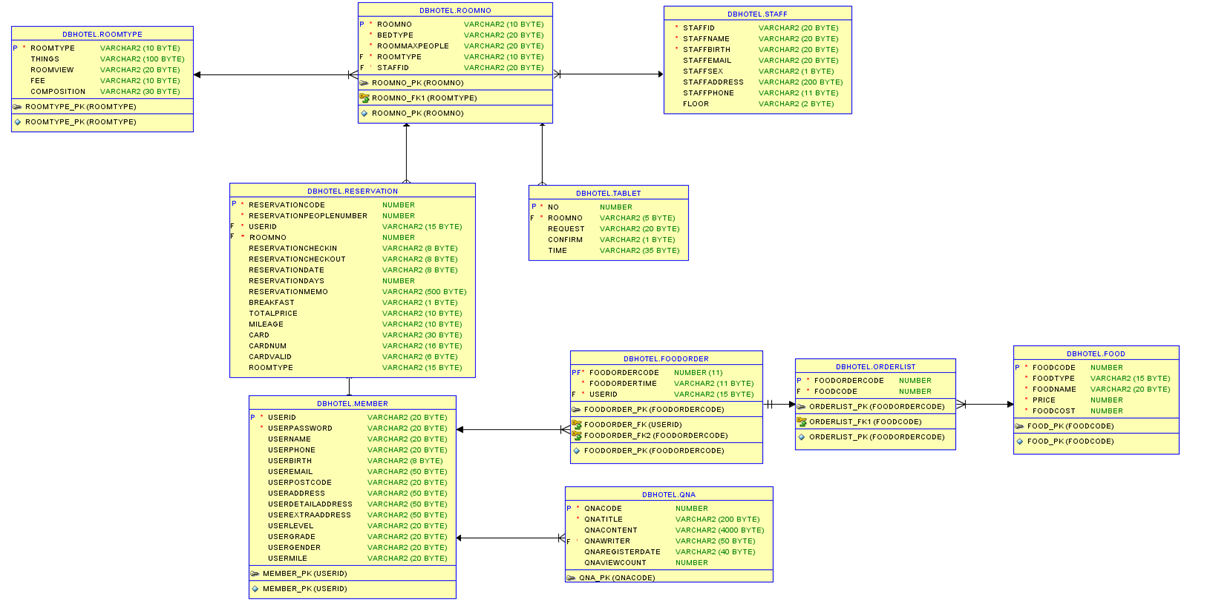 DBHOTEL.ROOMTYPE
P * ROOMTYPE VARCHAR2 (10 BYTE)
THINGS VARCHAR2 (100 BYTE)
ROOMVIEW VARCHAR2 (20 BYTE)
FEE VARCHAR2 (10 BYTE)
COMPOSITION VARCHAR2 (30 BYTE)
ROOMTYPE_PK (ROOMTYPE)
ROOMTYPE_PK (ROOMTYPE)
DBHOTEL.ROOMNO
P * ROOMNO VARCHAR2 (10 BYTE)
* BEDTYPE VARCHAR2 (20 BYTE)
* ROOMMAXPEOPLE VARCHAR2 (20 BYTE)
F * ROOMTYPE VARCHAR2 (10 BYTE)
F * STAFFID VARCHAR2 (20 BYTE)
ROOMNO_PK (ROOMNO)
ROOMNO_FK1 (ROOMTYPE)
ROOMNO_PK (ROOMNO)
DBHOTEL.STAFF
* STAFFID VARCHAR2 (20 BYTE)
* STAFFNAME VARCHAR2 (20 BYTE)
* STAFFBIRTH VARCHAR2 (20 BYTE)
STAFFEMAIL VARCHAR2 (20 BYTE)
STAFFSEX VARCHAR2 (1 BYTE)
STAFFADDRESS VARCHAR2 (200 BYTE)
STAFFPHONE VARCHAR2 (11 BYTE)
FLOOR VARCHAR2 (2 BYTE)
DBHOTEL.RESERVATION
P * RESERVATIONCODE NUMBER
* RESERVATIONPEOPLENUMBER NUMBER
F * USERID VARCHAR2 (15 BYTE)
F * ROOMNO NUMBER
RESERVATIONCHECKIN VARCHAR2 (8 BYTE)
RESERVATIONCHECKOUT VARCHAR2 (8 BYTE)
RESERVATIONDATE VARCHAR2 (8 BYTE)
RESERVATIONDAYS NUMBER
RESERVATIONMEMO VARCHAR2 (500 BYTE)
BREAKFAST VARCHAR2 (1 BYTE)
TOTALPRICE VARCHAR2 (10 BYTE)
MILEAGE VARCHAR2 (10 BYTE)
CARD VARCHAR2 (30 BYTE)
CARDNUM VARCHAR2 (16 BYTE)
CARDVALID VARCHAR2 (6 BYTE)
ROOMTYPE VARCHAR2 (15 BYTE)
DBHOTEL.TABLET
P * NO NUMBER
F * ROOMNO VARCHAR2 (5 BYTE)
REQUEST VARCHAR2 (20 BYTE)
CONFIRM VARCHAR2 (1 BYTE)
TIME VARCHAR2 (35 BYTE)
DBHOTEL.MEMBER
P * USERID VARCHAR2 (20 BYTE)
* USERPASSWORD VARCHAR2 (20 BYTE)
USERNAME VARCHAR2 (20 BYTE)
USERPHONE VARCHAR2 (20 BYTE)
USERBIRTH VARCHAR2 (8 BYTE)
USEREMAIL VARCHAR2 (50 BYTE)
USERPOSTCODE VARCHAR2 (20 BYTE)
USERADDRESS VARCHAR2 (50 BYTE)
USERDETAILADDRESS VARCHAR2 (50 BYTE)
USEREXTRAADDRESS VARCHAR2 (50 BYTE)
USERLEVEL VARCHAR2 (20 BYTE)
USERGRADE VARCHAR2 (20 BYTE)
USERGENDER VARCHAR2 (20 BYTE)
USERMILE VARCHAR2 (20 BYTE)
MEMBER_PK (USERID)
MEMBER_PK (USERID)
DBHOTEL.FOODORDER
PF* FOODORDERCODE NUMBER (11)
* FOODORDERTIME VARCHAR2 (11 BYTE)
F * USERID VARCHAR2 (15 BYTE)
FOODORDER_PK (FOODORDERCODE)
FOODORDER_FK (USERID)
FOODORDER_FK2 (FOODORDERCODE)
FOODORDER_PK (FOODORDERCODE)
DBHOTEL.ORDERLIST
P * FOODORDERCODE NUMBER
F * FOODCODE NUMBER
ORDERLIST_PK (FOODORDERCODE)
ORDERLIST_FK1 (FOODCODE)
ORDERLIST_PK (FOODORDERCODE)
DBHOTEL.FOOD
P * FOODCODE NUMBER
* FOODTYPE VARCHAR2 (15 BYTE)
* FOODNAME VARCHAR2 (20 BYTE)
* PRICE NUMBER
* FOODCOST NUMBER
FOOD_PK (FOODCODE)
FOOD_PK (FOODCODE)
DBHOTEL.QNA
P * QNACODE NUMBER
* QNATITLE VARCHAR2 (200 BYTE)
QNACONTENT VARCHAR2 (4000 BYTE)
F * QNAWRITER VARCHAR2 (50 BYTE)
QNAREGISTERDATE VARCHAR2 (40 BYTE)
QNAVIEWCOUNT NUMBER
QNA_PK (QNACODE)